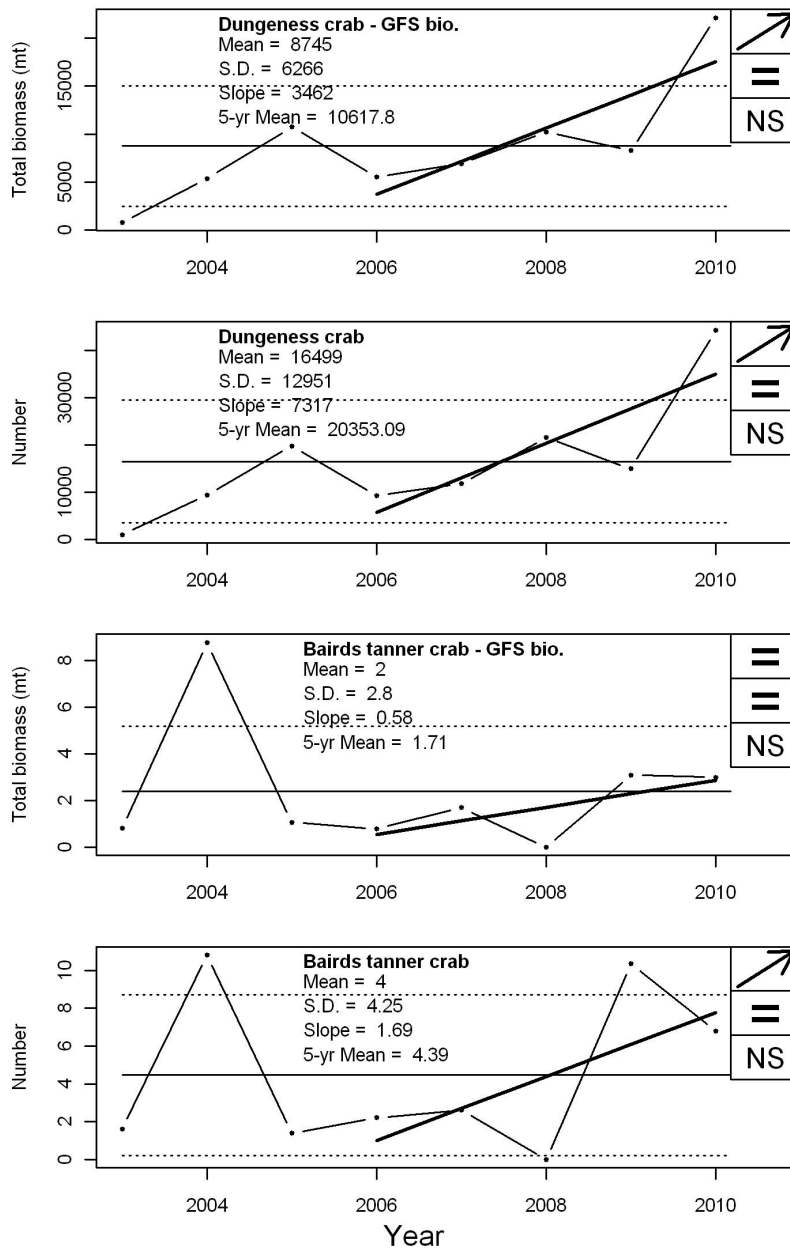 Dungeness crab - GFS bio.
Mean = 8745
S.D. = 6266
Slope = 3462
5-yr Mean = 10617.8
Total biomass (mt)
15000
5000
0
=
NS
2004 2006 2008 2010
Dungeness crab
Mean = 16499
S.D. = 12951
Slope = 7317
5-yr Mean = 20353.09
Number
30000
10000
0
=
NS
2004 2006 2008 2010
Bairds tanner crab - GFS bio.
Mean = 2
S.D. = 2.8
Slope = 0.58
5-yr Mean = 1.71
Total biomass (mt)
8
6
4
2
0
=
=
NS
2004 2006 2008 2010
Bairds tanner crab
Mean = 4
S.D. = 4.25
Slope = 1.69
5-yr Mean = 4.39
Number
10
8
6
4
2
0
=
NS
2004 2006 2008 2010
Year